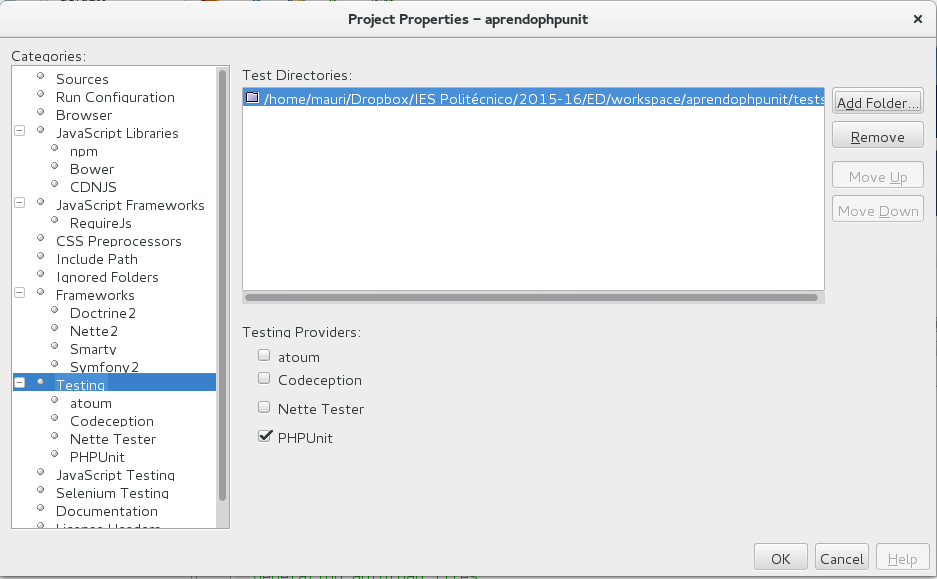 Project Properties – aprendophpunit
Categories:
Sources
Run Configuration
Browser
JavaScript Libraries
npm
Bower
CDNJS
JavaScript Frameworks
RequireJs
CSS Preprocessors
Include Path
Ignored Folders
Frameworks
Doctrine2
Nette2
Smarty
Symfony2
Testing
atoum
Codeception
Nette Tester
PHPUnit
JavaScript Testing
Selenium Testing
Documentation
License Headers
Test Directories:
/home/mauri/Dropbox/IES Politécnico/2015-16/ED/workspace/aprendophpunit/tests
Add Folder...
Remove
Move Up
Move Down
Testing Providers:
atoum
Codeception
Nette Tester
PHPUnit
OK
Cancel
Help